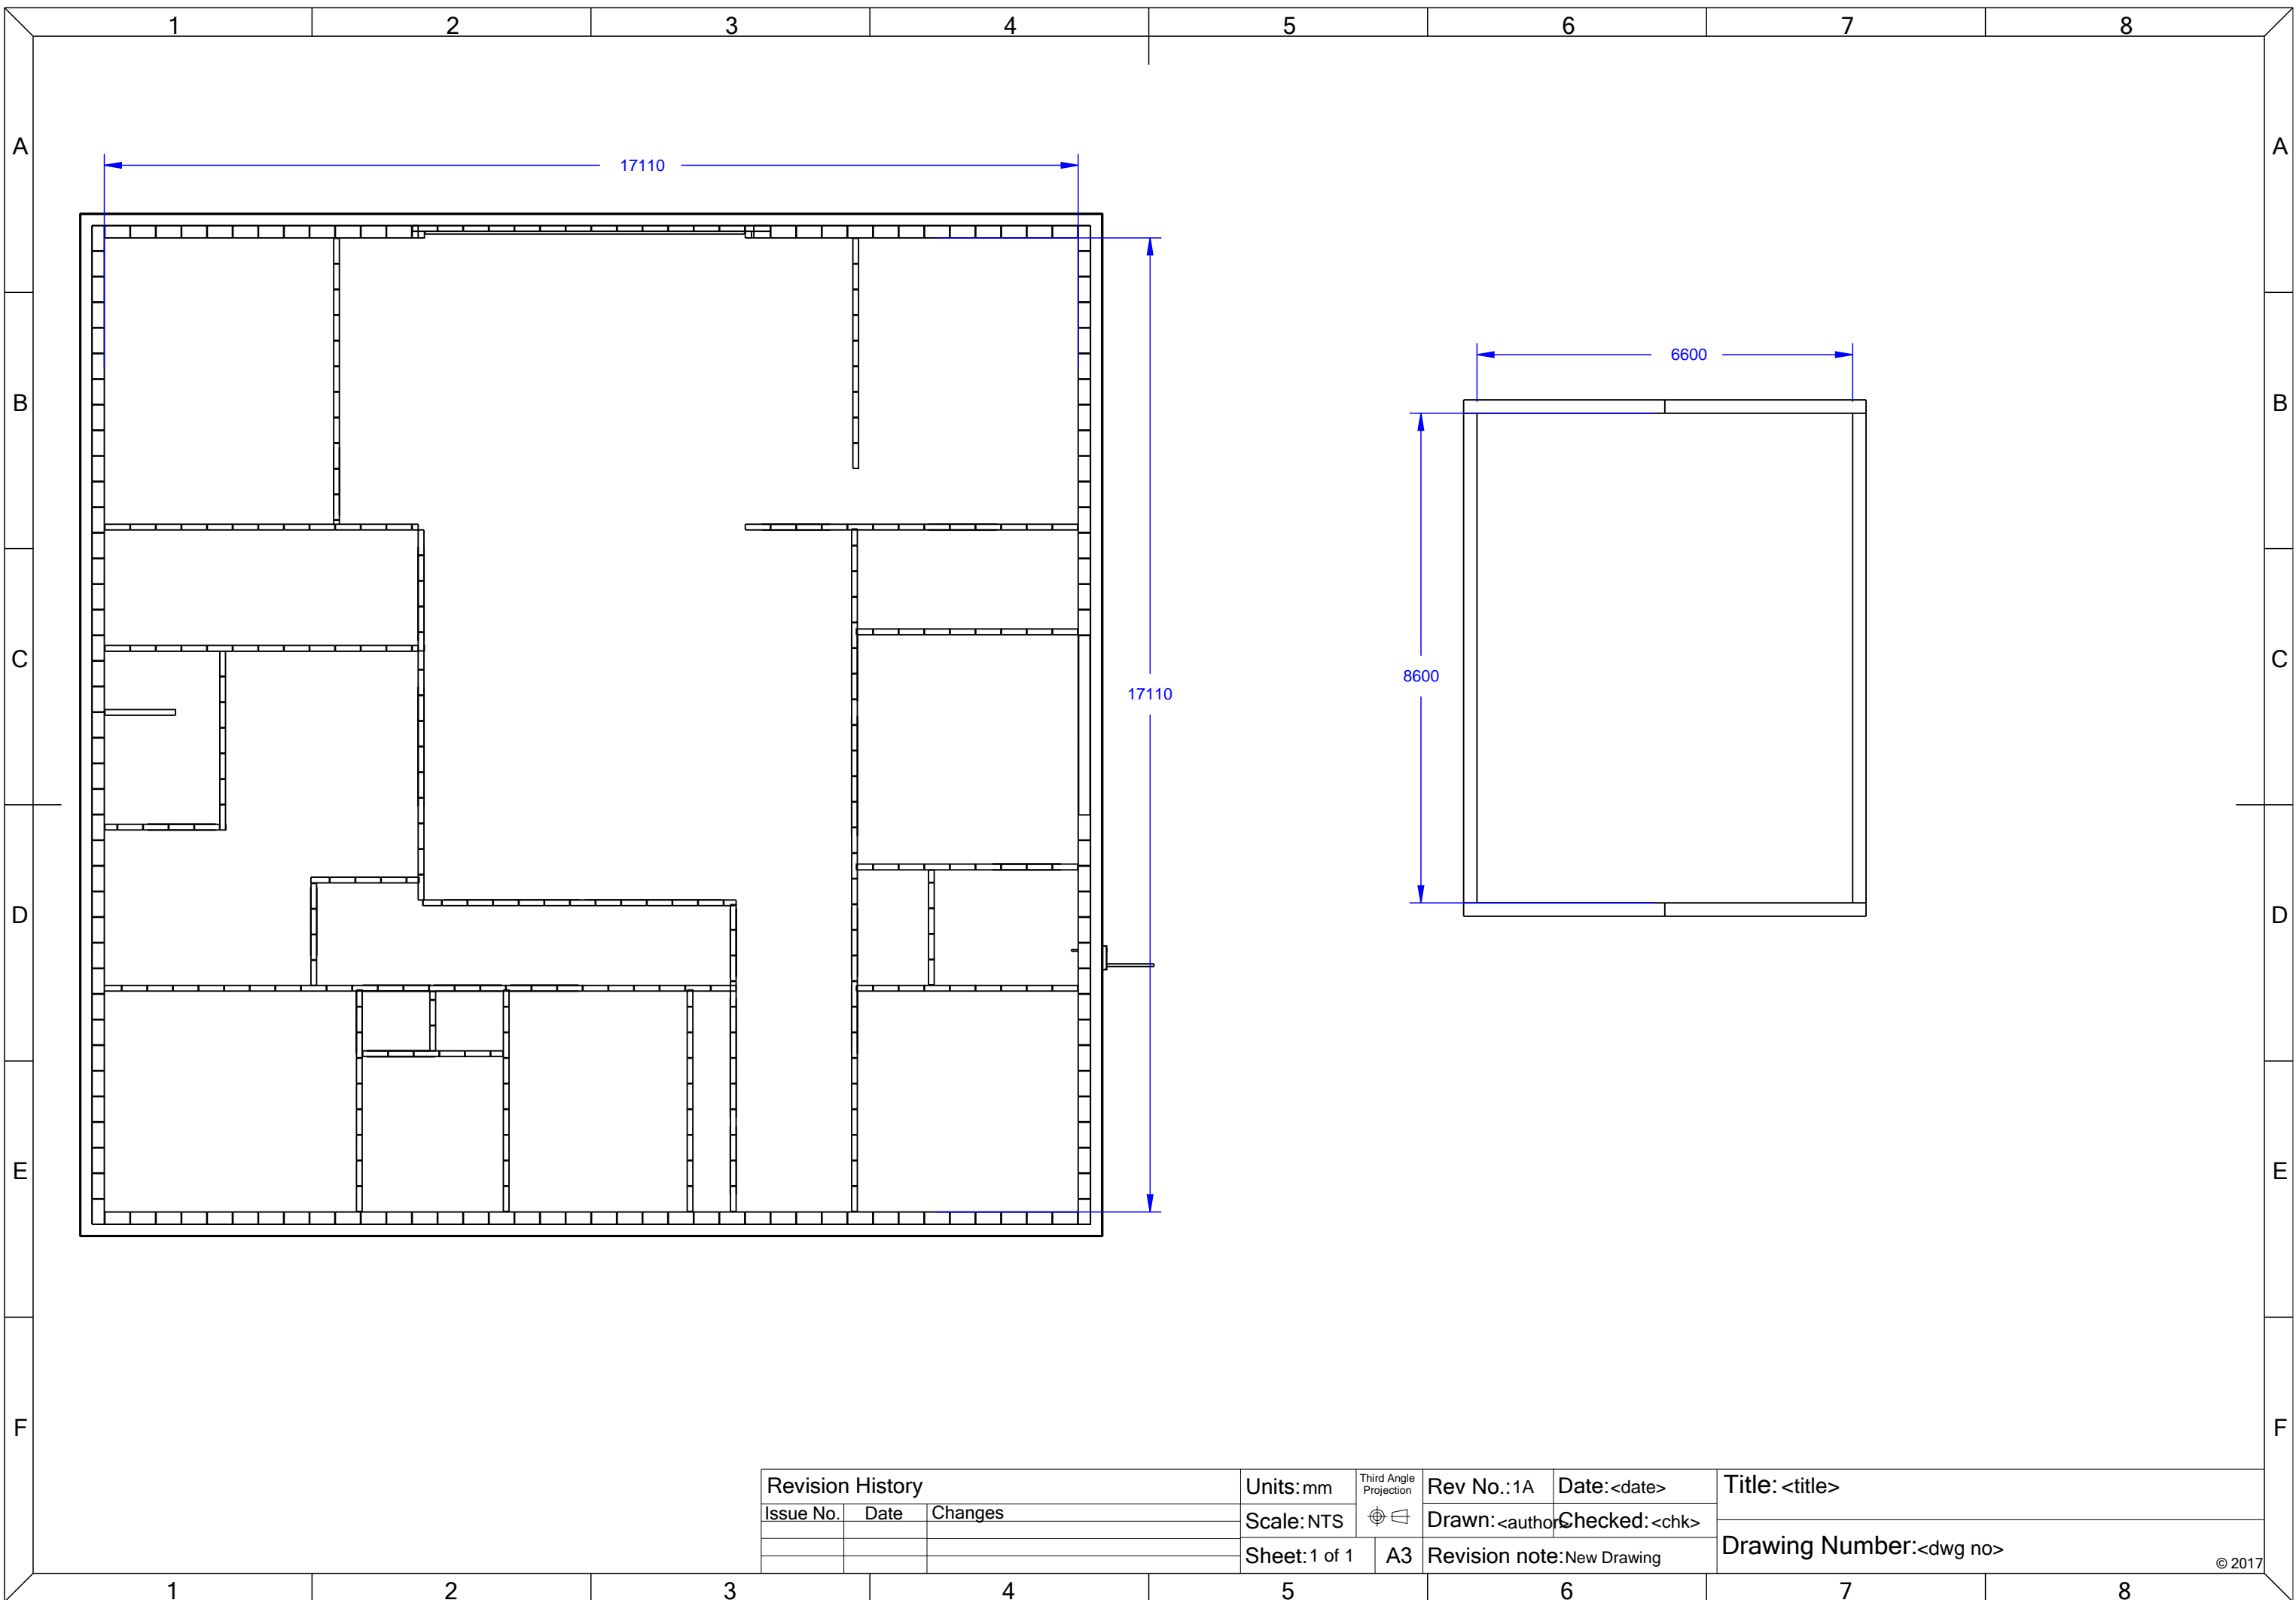 1 2 3 4 5 6 7 8
A A
17110
6600
B B
C C
8600
17110
D D
E E
F F
Revision History
Issue No. Date Changes
Units: mm
Third Angle
Projection
Rev No.: 1A
Date: <date>
Title: <title>
Scale: NTS
Drawn: <author>
Checked: <chk>
Sheet: 1 of 1
A3
Revision note: New Drawing
Drawing Number: <dwg no>
© 2017
1 2 3 4 5 6 7 8